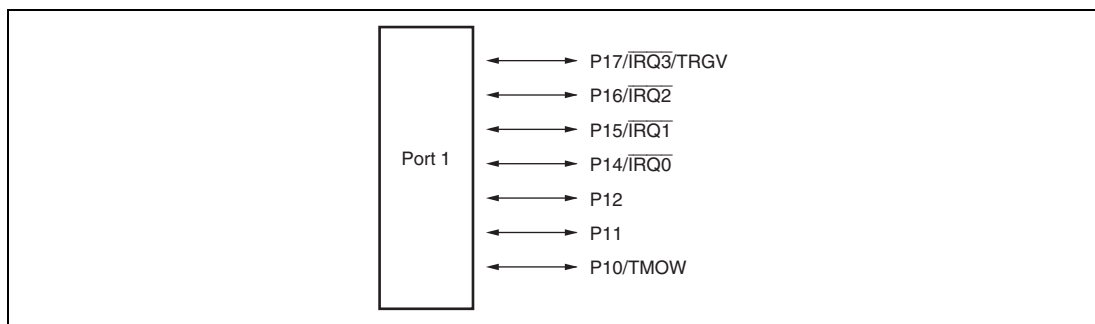 Port 1
P17/IRQ3/TRGV
P16/IRQ2
P15/IRQ1
P14/IRQ0
P12
P11
P10/TMOW